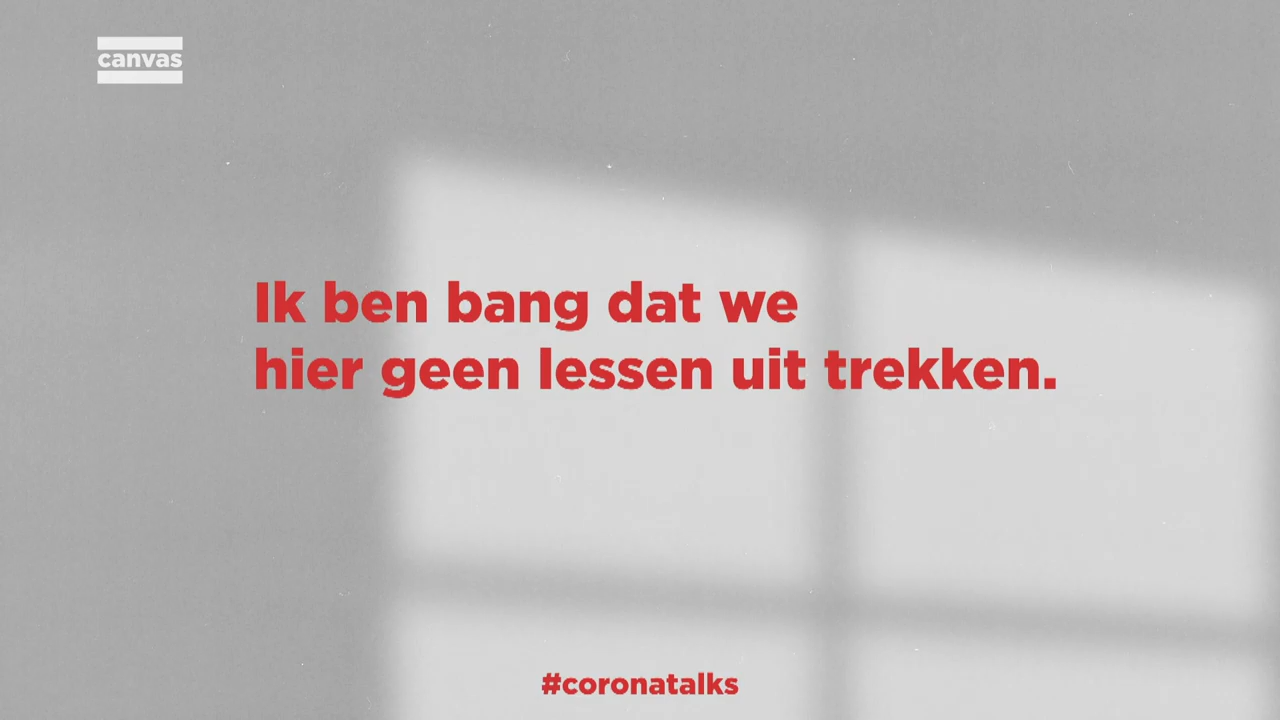 canvas
Ik ben bang dat we
hier geen lessen uit trekken.
#coronatalks